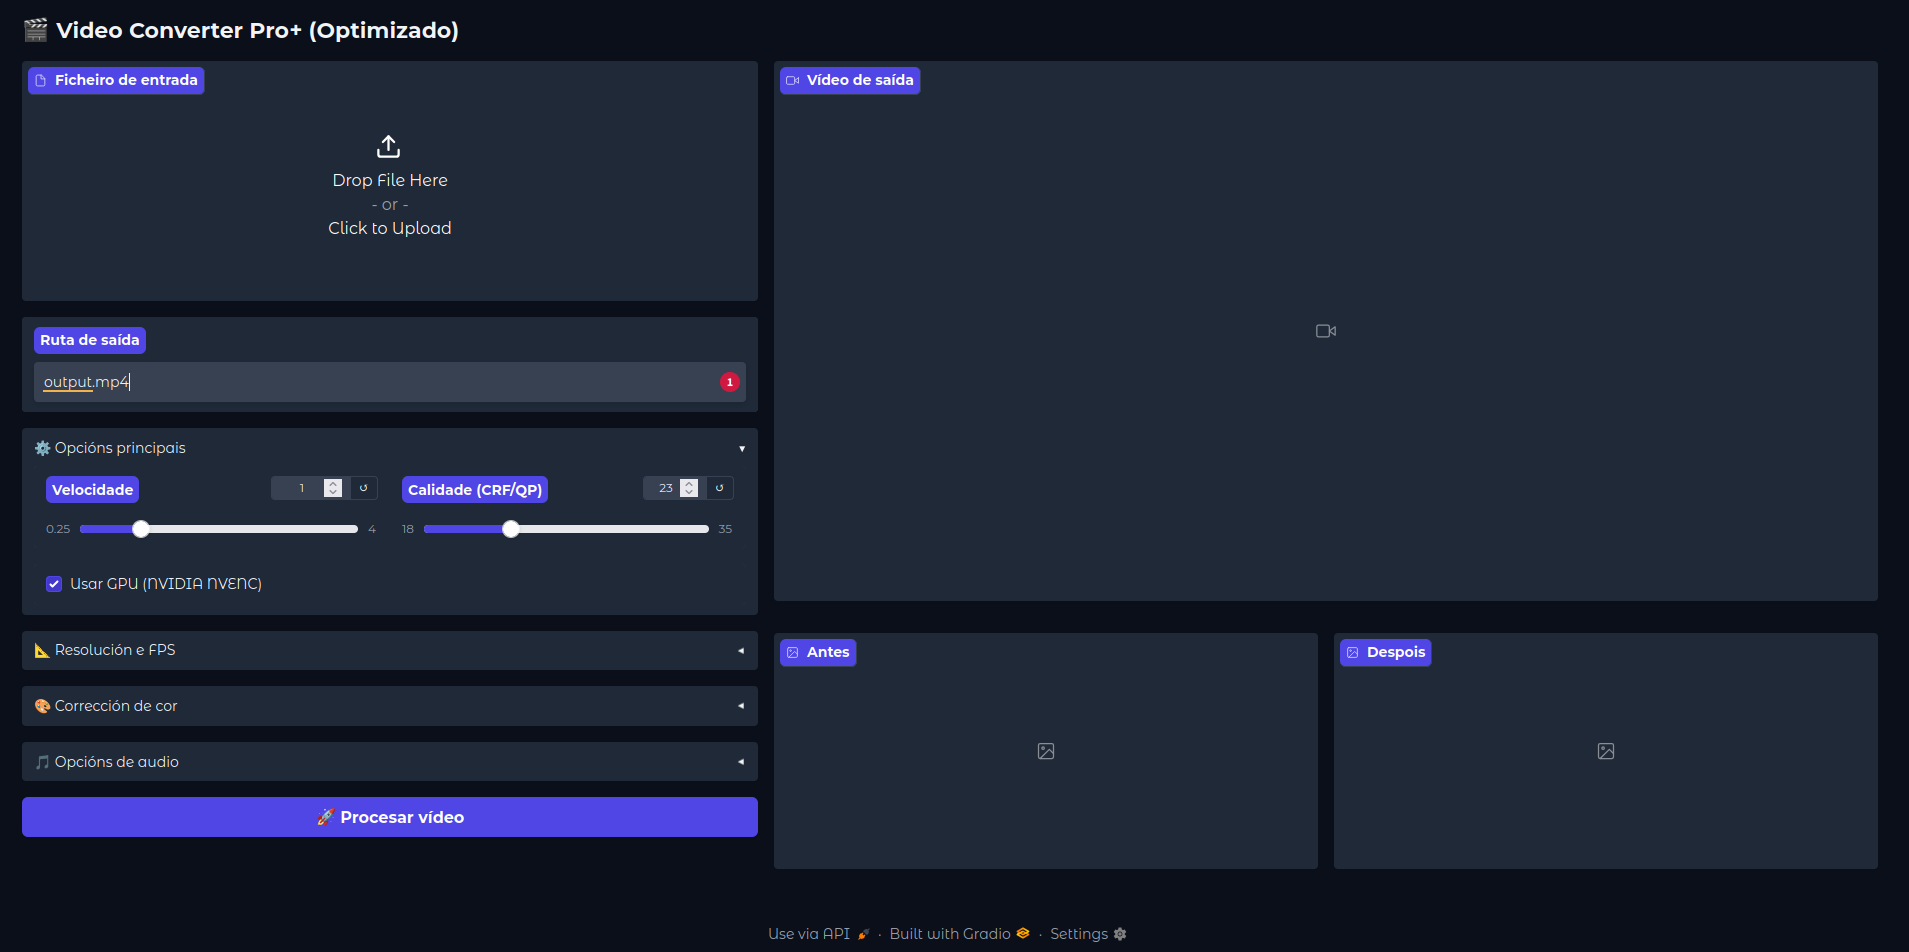 Video Converter Pro+ (Optimizado)
Ficheiro de entrada
Drop File Here
- or -
Click to Upload
Ruta de saída
output.mp4
1
Opcións principais
Velocidade
1
0.25
4
Calidade (CRF/QP)
23
18
35
Usar GPU (NVIDIA NVENC)
Resolución e FPS
Corrección de cor
Opcións de audio
Procesar vídeo
Vídeo de saída
Antes
Despois
Use via API · Built with Gradio · Settings